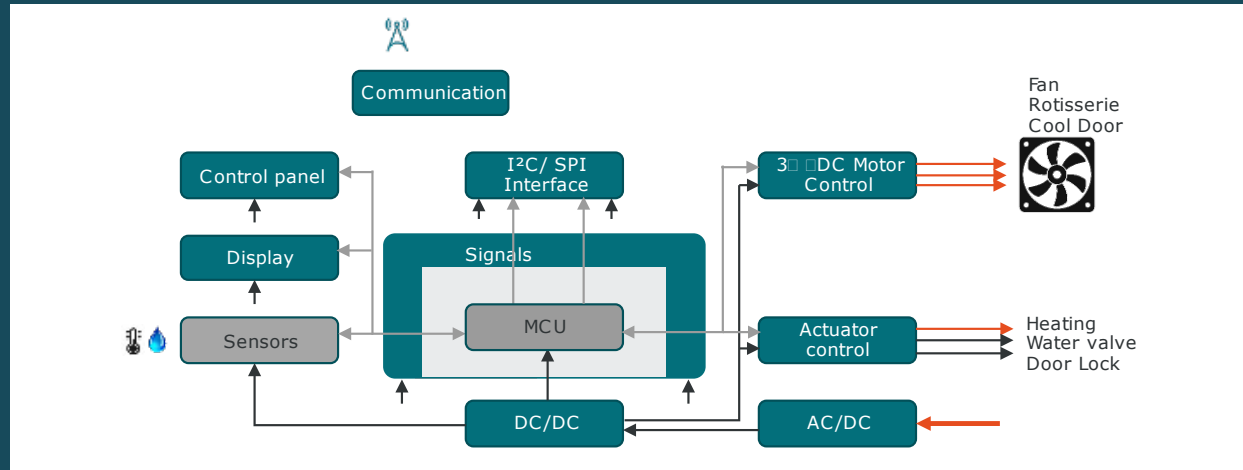 Communication
Fan
Rotisserie
Cool Door
Control panel
I²C/ SPI
Interface
3□ □DC Motor
Control
Display
Signals
Sensors
MCU
Actuator
control
Heating
Water valve
Door Lock
DC/DC
AC/DC